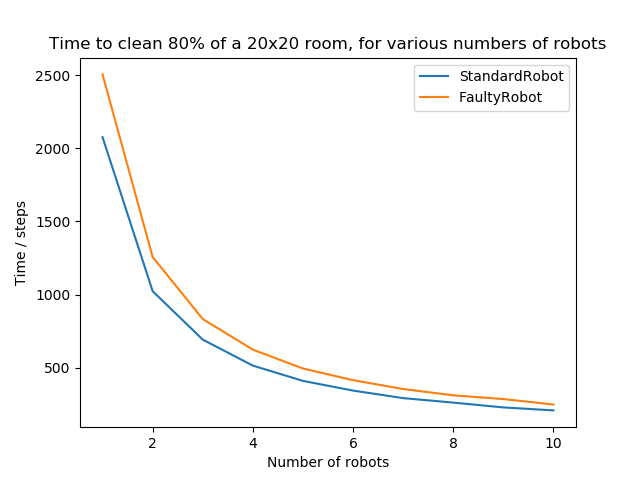 Time to clean 80% of a 20x20 room, for various numbers of robots
StandardRobot
FaultyRobot
2500
2000
1500
1000
500
Time / steps
2 4 6 8 10
Number of robots